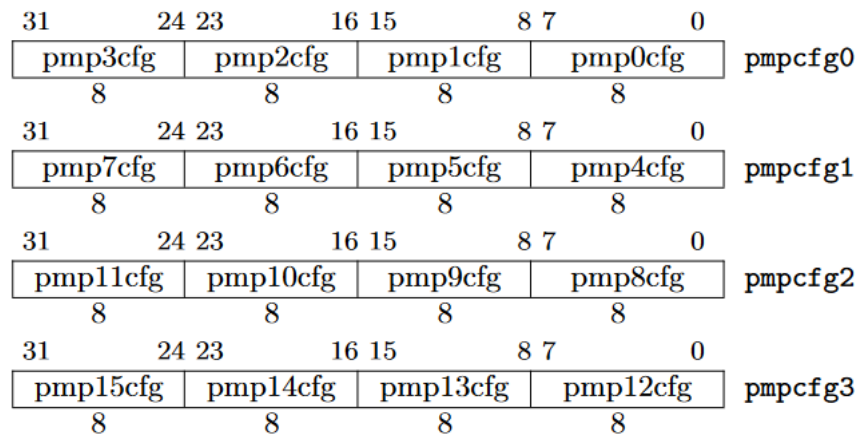 31 24 23 16 15 8 7 0
pmp3cfg pmp2cfg pmp1cfg pmp0cfg pmpcfg0
8 8 8 8
31 24 23 16 15 8 7 0
pmp7cfg pmp6cfg pmp5cfg pmp4cfg pmpcfg1
8 8 8 8
31 24 23 16 15 8 7 0
pmp11cfg pmp10cfg pmp9cfg pmp8cfg pmpcfg2
8 8 8 8
31 24 23 16 15 8 7 0
pmp15cfg pmp14cfg pmp13cfg pmp12cfg pmpcfg3
8 8 8 8